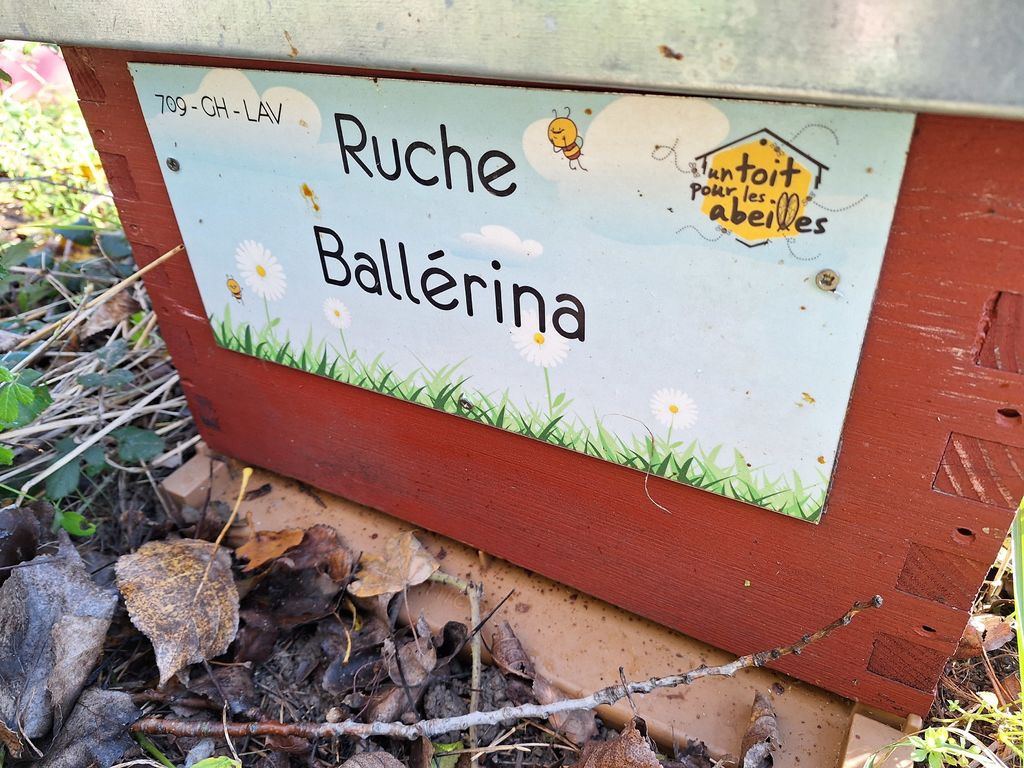 709 - GH - LAV
Ruche
Ballérina
un toit
pour les
abeilles